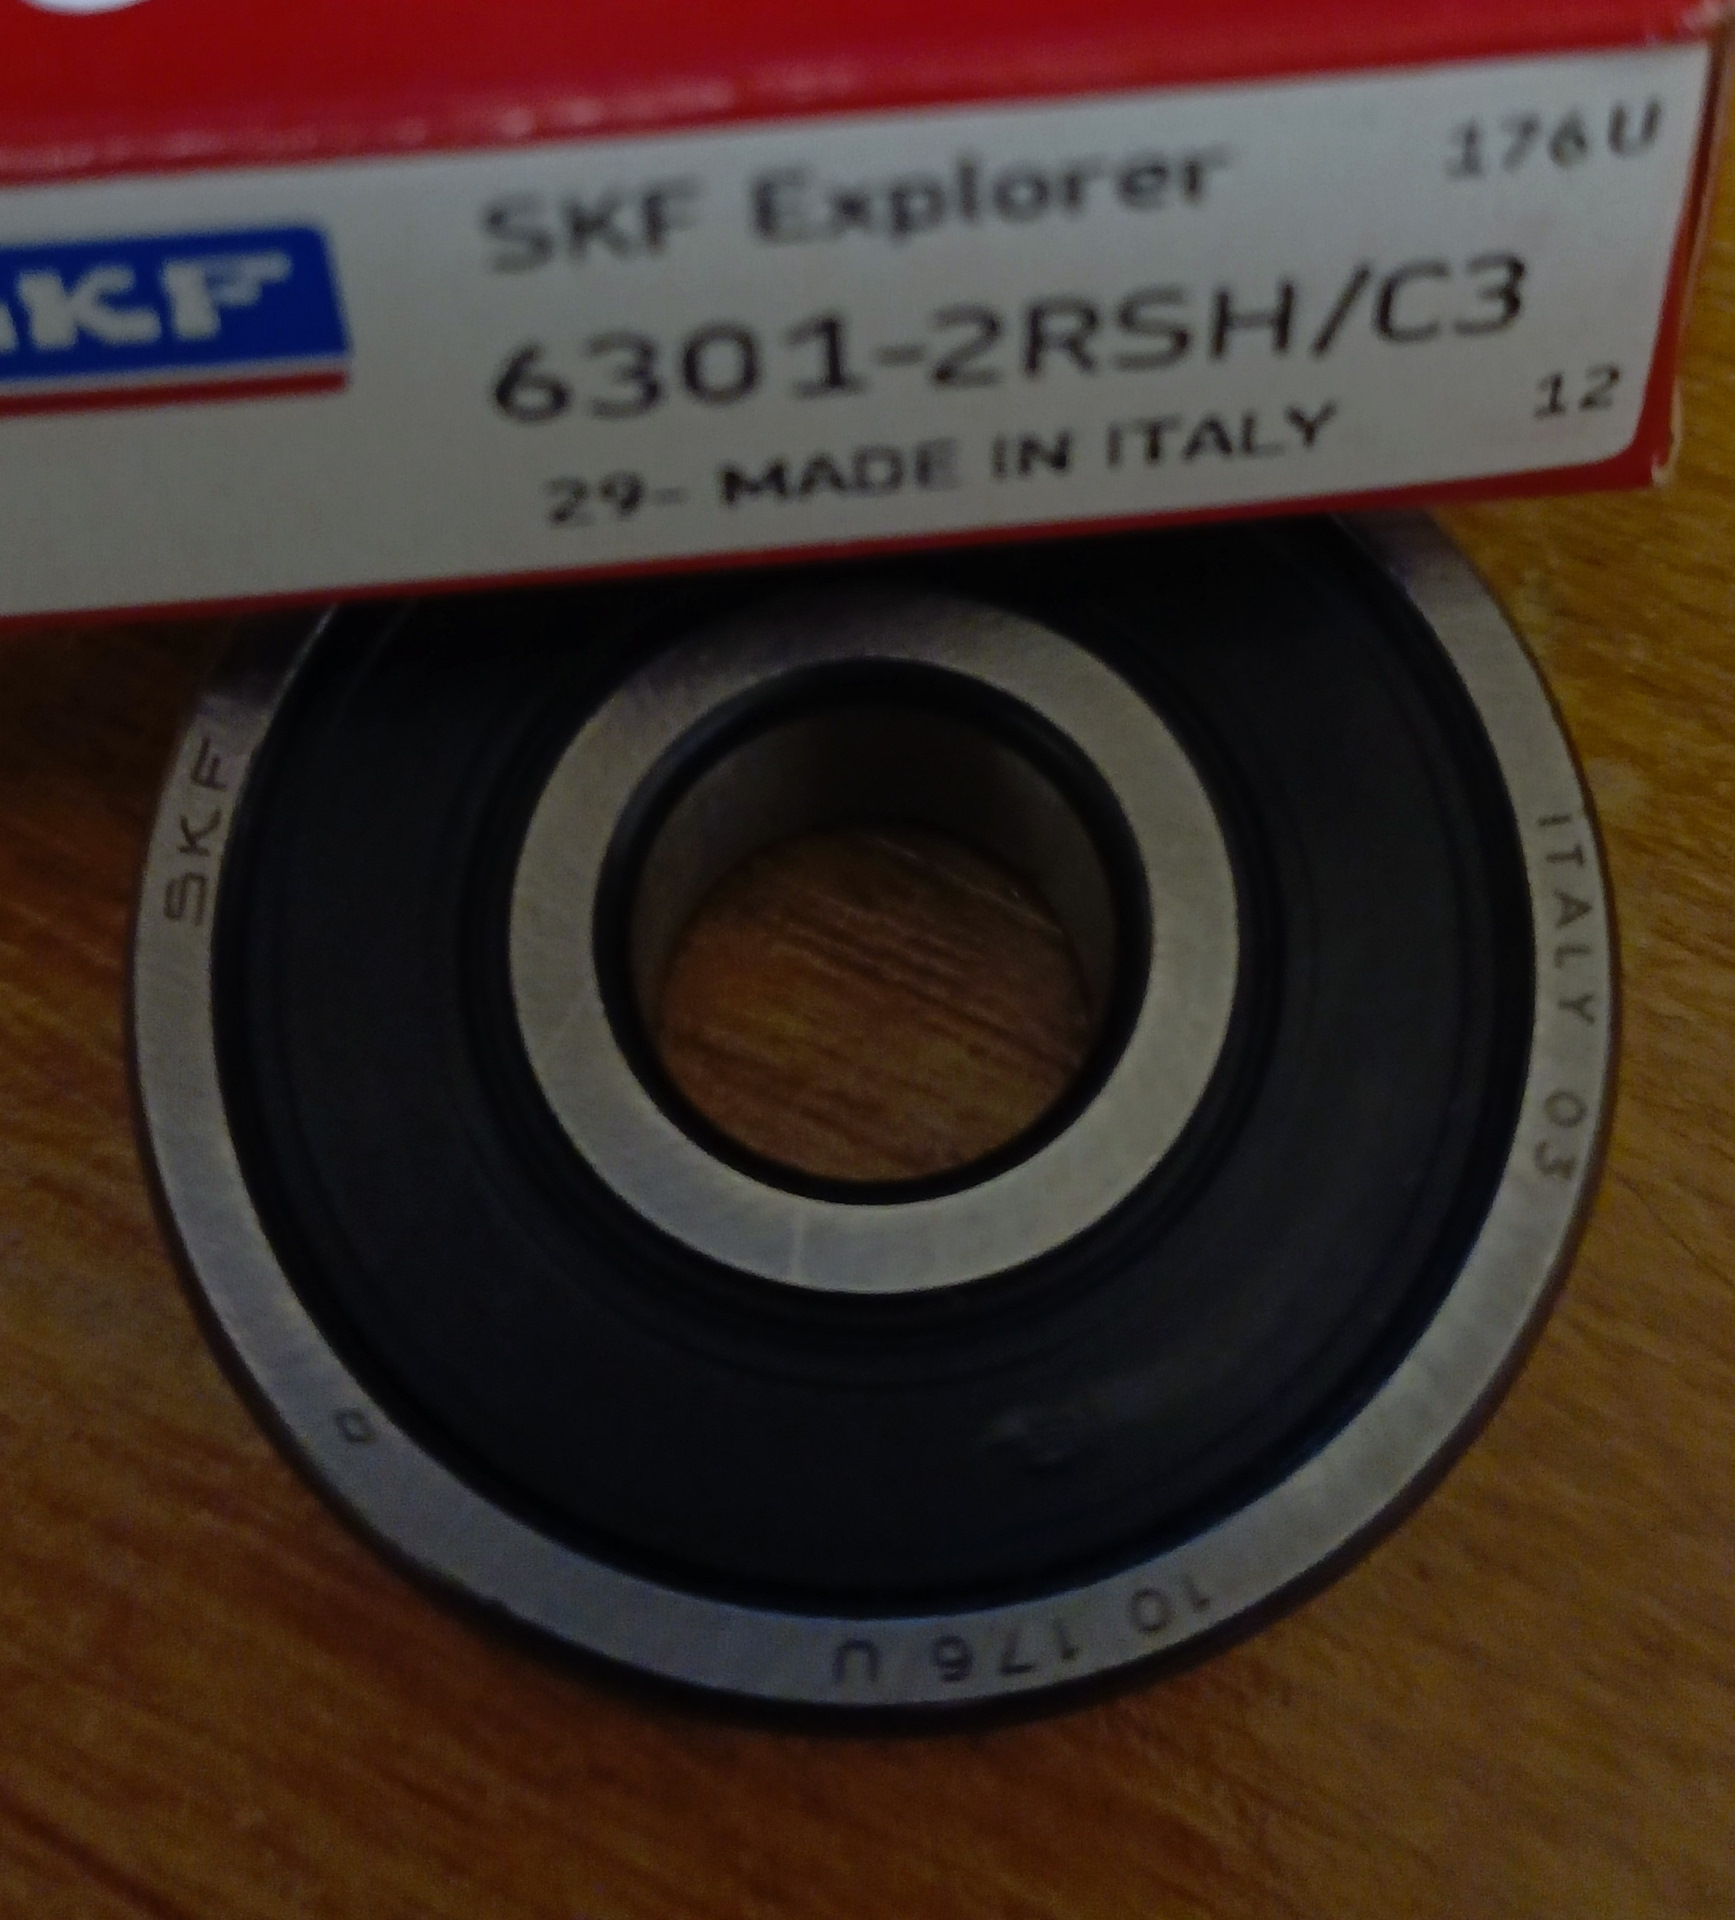 176U
SKF Explorer
SKF
6301-2RSH/C3
12
29- MADE IN ITALY
SKF
ITALY 03
10 176 U